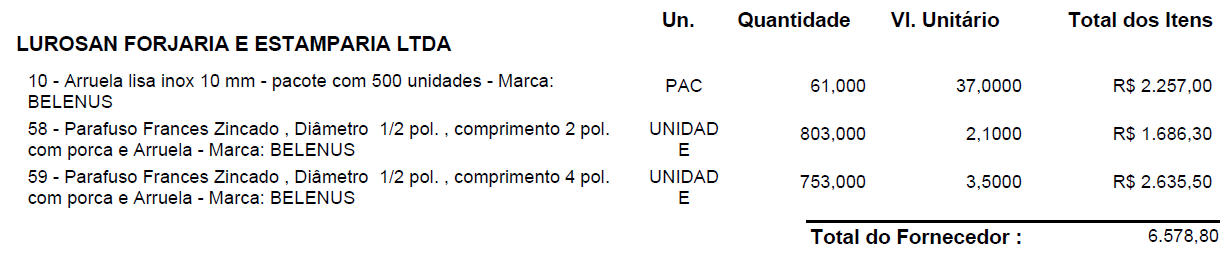 Un. Quantidade Vl. Unitário Total dos Itens
LUROSAN FORJARIA E ESTAMPARIA LTDA
10 - Arruela lisa inox 10 mm - pacote com 500 unidades - Marca:
BELENUS
PAC 61,000 37,0000 R$ 2.257,00
58 - Parafuso Frances Zincado , Diâmetro 1/2 pol. , comprimento 2 pol.
com porca e Arruela - Marca: BELENUS
UNIDAD
E
803,000 2,1000 R$ 1.686,30
59 - Parafuso Frances Zincado , Diâmetro 1/2 pol. , comprimento 4 pol.
com porca e Arruela - Marca: BELENUS
UNIDAD
E
753,000 3,5000 R$ 2.635,50
Total do Fornecedor : 6.578,80